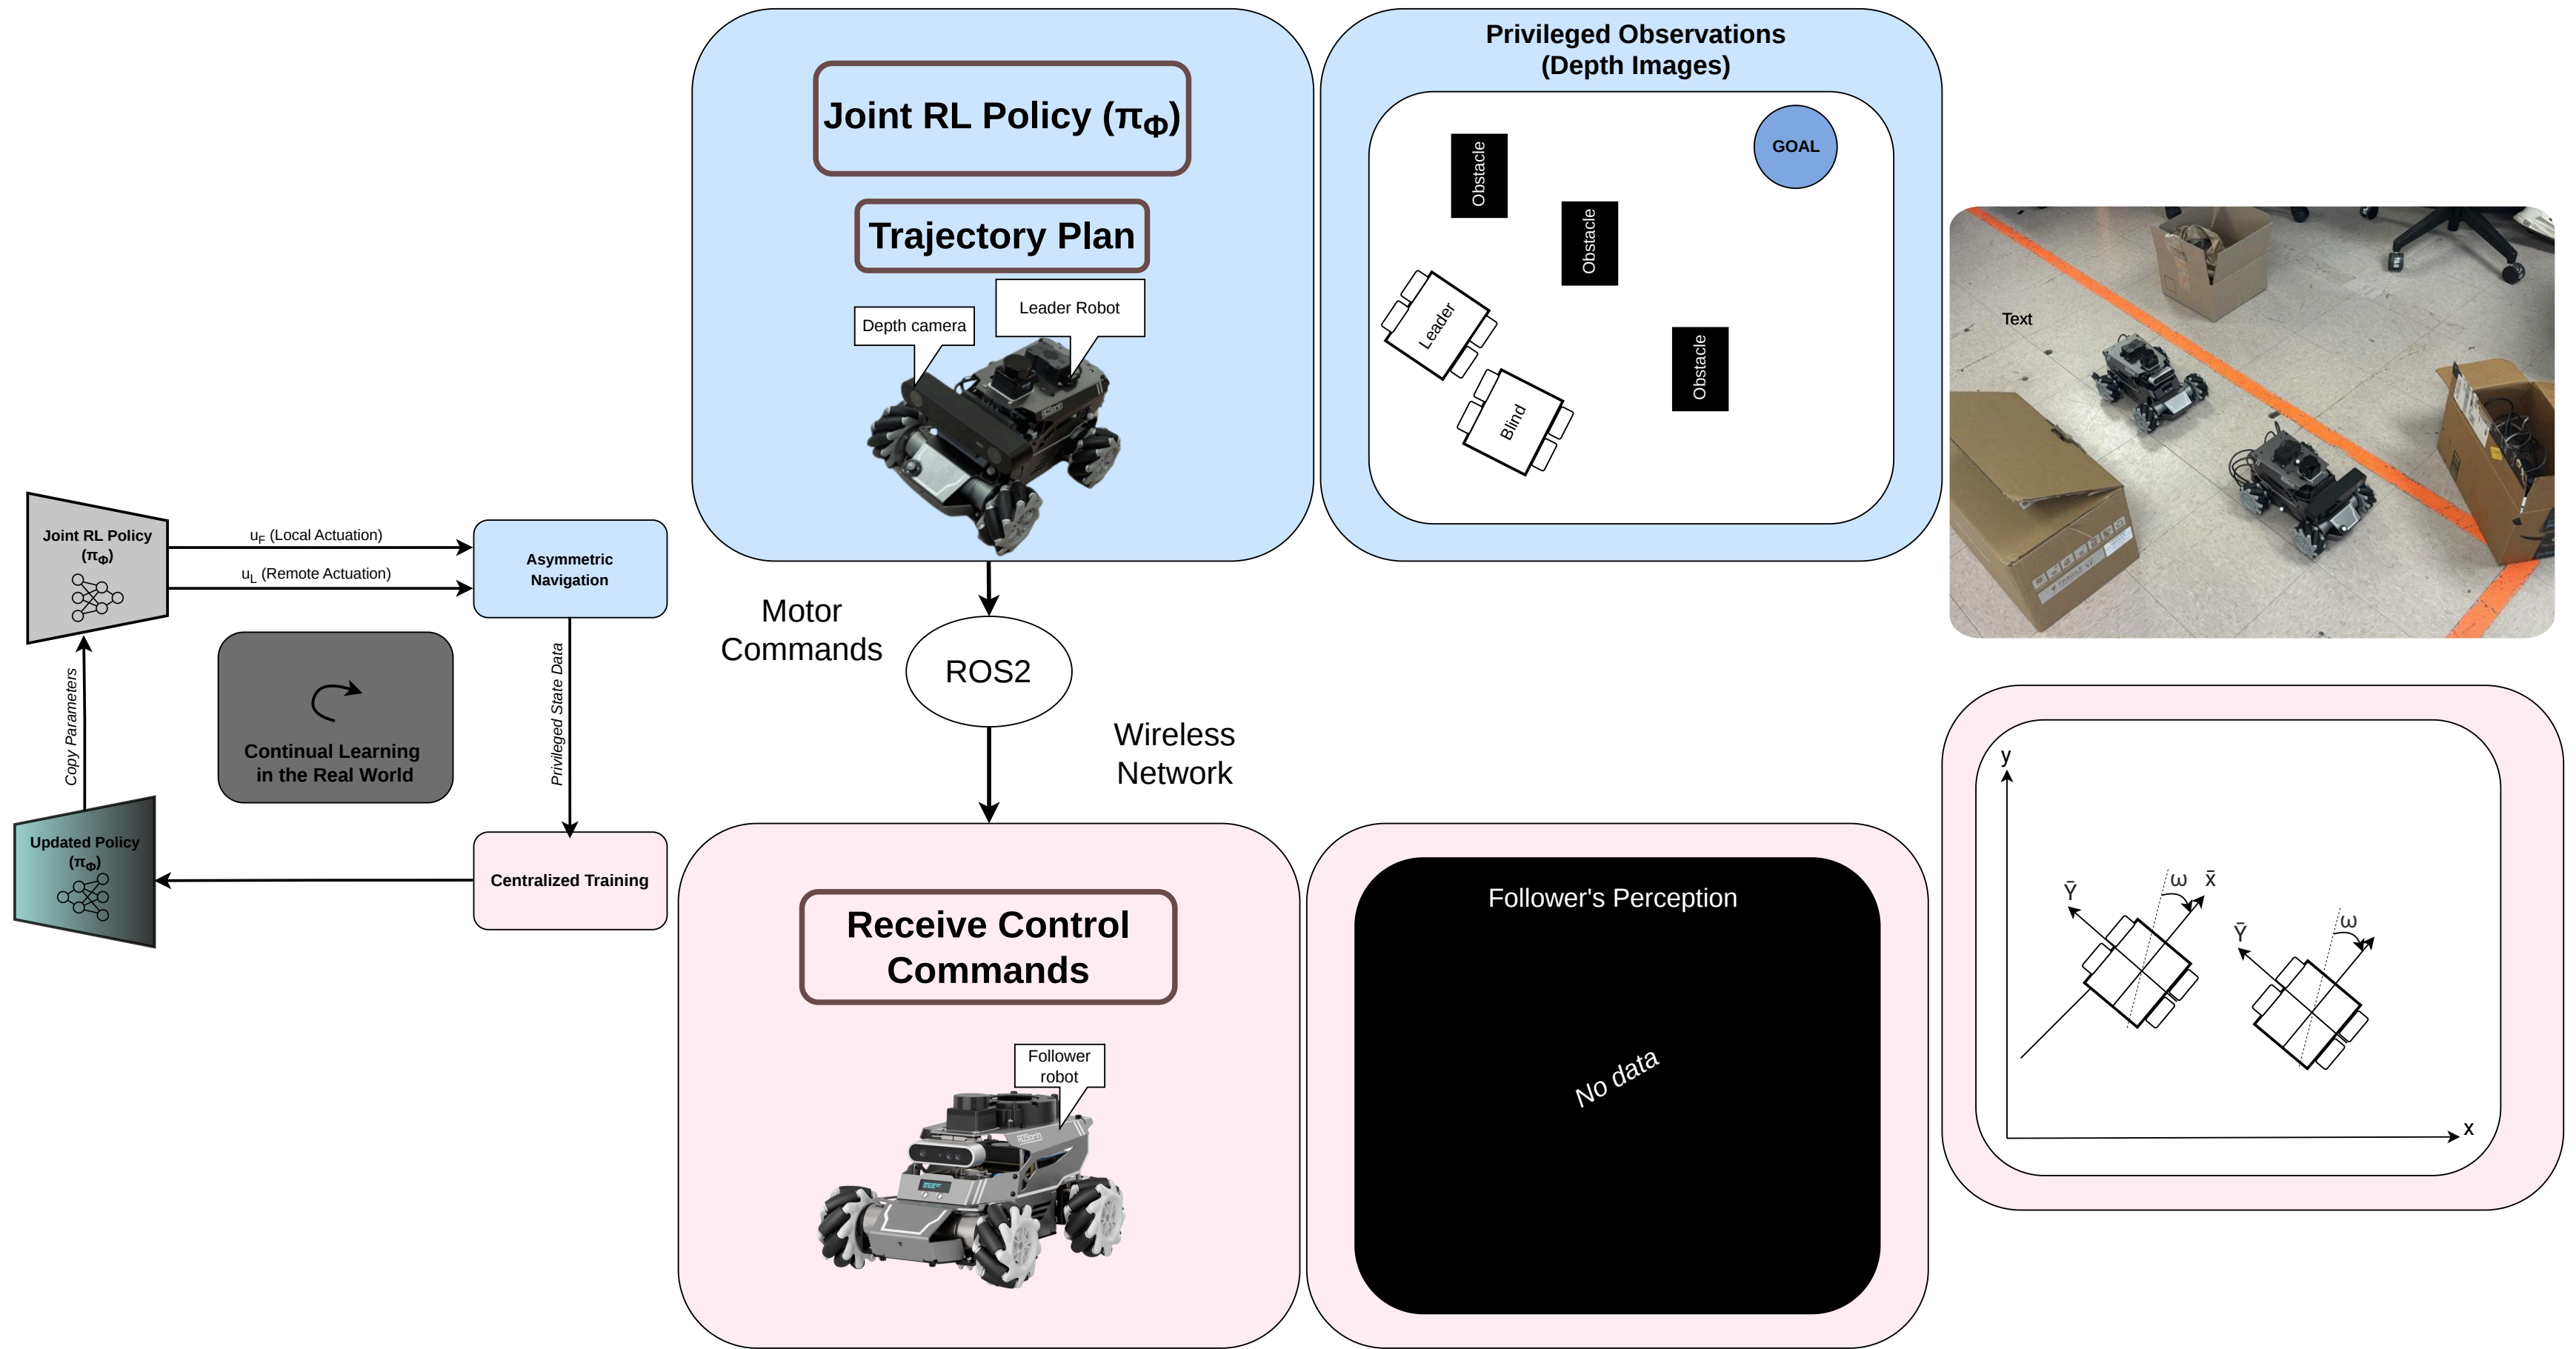 Joint RL Policy
(πΦ)
uF (Local Actuation)
uL (Remote Actuation)
Asymmetric
Navigation
Copy Parameters
Continual Learning
in the Real World
Privileged State Data
Updated Policy
(πΦ)
Centralized Training
Joint RL Policy (πΦ)
Trajectory Plan
Depth camera
Leader Robot
Motor
Commands
ROS2
Wireless
Network
Receive Control
Commands
Follower
robot
Privileged Observations
(Depth Images)
GOAL
Obstacle
Obstacle
Obstacle
Leader
Blind
Follower's Perception
No data
Text
y
Ȳ
ω
x̄
Ȳ
ω
x